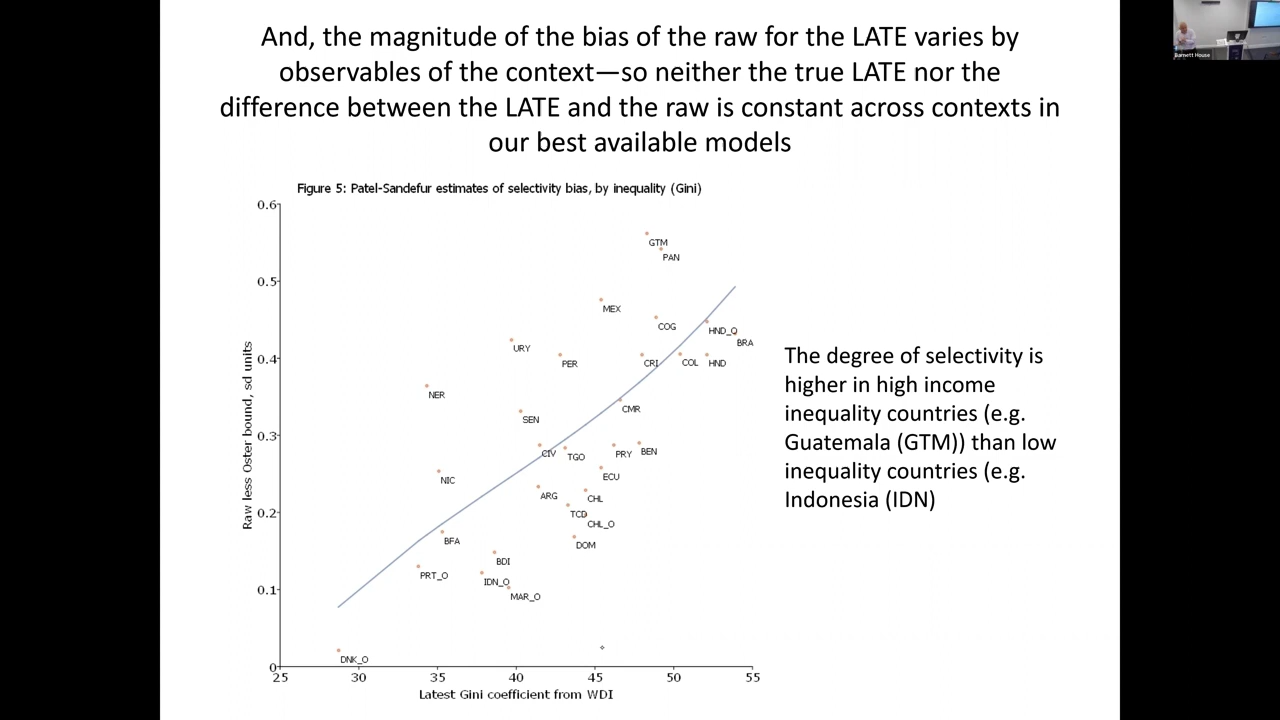 And, the magnitude of the bias of the raw for the LATE varies by
observables of the context—so neither the true LATE nor the
difference between the LATE and the raw is constant across contexts in
our best available models
Barnett House
Figure 5: Patel-Sandefur estimates of selectivity bias, by inequality (Gini)
Raw less Oster bound, sd units
0.6
0.5
0.4
0.3
0.2
0.1
0
GTM
PAN
MEX
COG
HND_O
BRA
URY
PER
CRI
COL
HND
NER
CMR
SEN
CIV
TGO
PRY
BEN
NIC
ECU
ARG
CHL
TCD
CHL_O
BFA
DOM
BDI
PRT_O
IDN_O
MAR_O
DNK_O
25
30
35
40
45
50
55
Latest Gini coefficient from WDI
The degree of selectivity is
higher in high income
inequality countries (e.g.
Guatemala (GTM)) than low
inequality countries (e.g.
Indonesia (IDN)